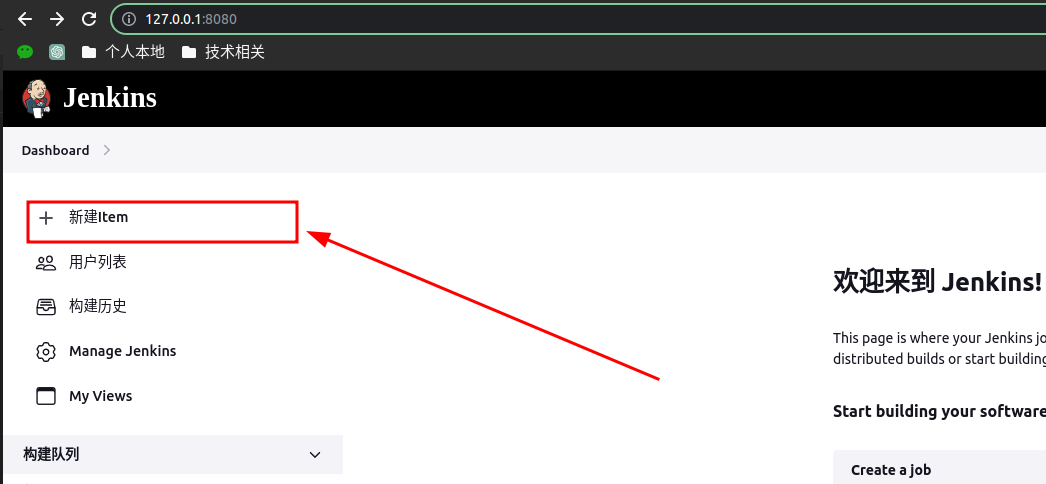 127.0.0.1:8080
个人本地 技术相关
Jenkins
Dashboard
新建Item
用户列表
构建历史
Manage Jenkins
My Views
构建队列
欢迎来到 Jenkins!
This page is where your Jenkins jo
distributed builds or start building
Start building your software
Create a job